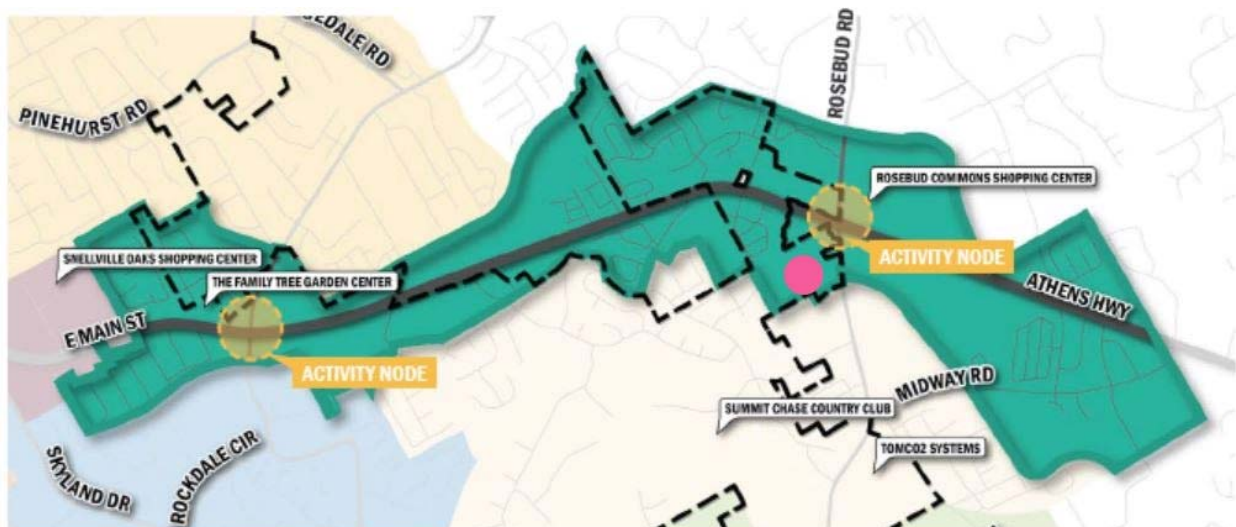 ROSEBUD RD
PINEHURST RD
ROSEBUD COMMONS SHOPPING CENTER
SNELLVILLE OAKS SHOPPING CENTER
ACTIVITY NODE
THE FAMILY TREE GARDEN CENTER
ATHENS HWY
E MAIN ST
ACTIVITY NODE
MIDWAY RD
SUMMIT CHASE COUNTRY CLUB
TOMCO2 SYSTEMS
SKYLAND DR
ROCKDALE CIR